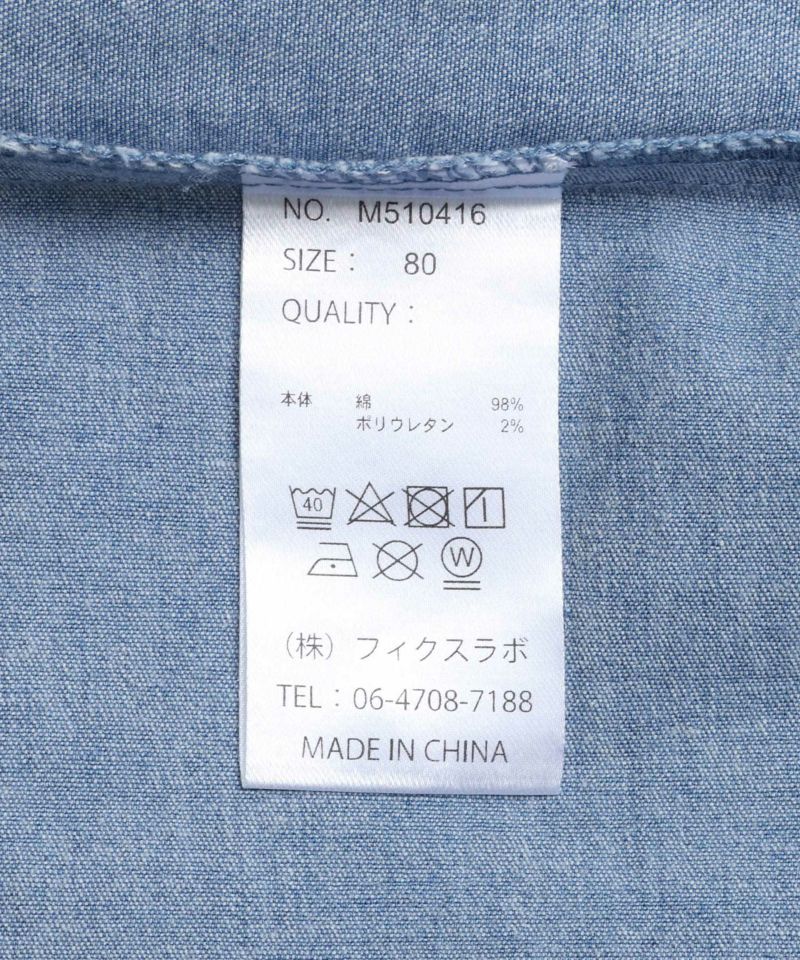 NO. M510416
SIZE : 80
QUALITY :
本体 綿 98%
ポリウレタン 2%
40
W
（株）フィクスラボ
TEL : 06-4708-7188
MADE IN CHINA